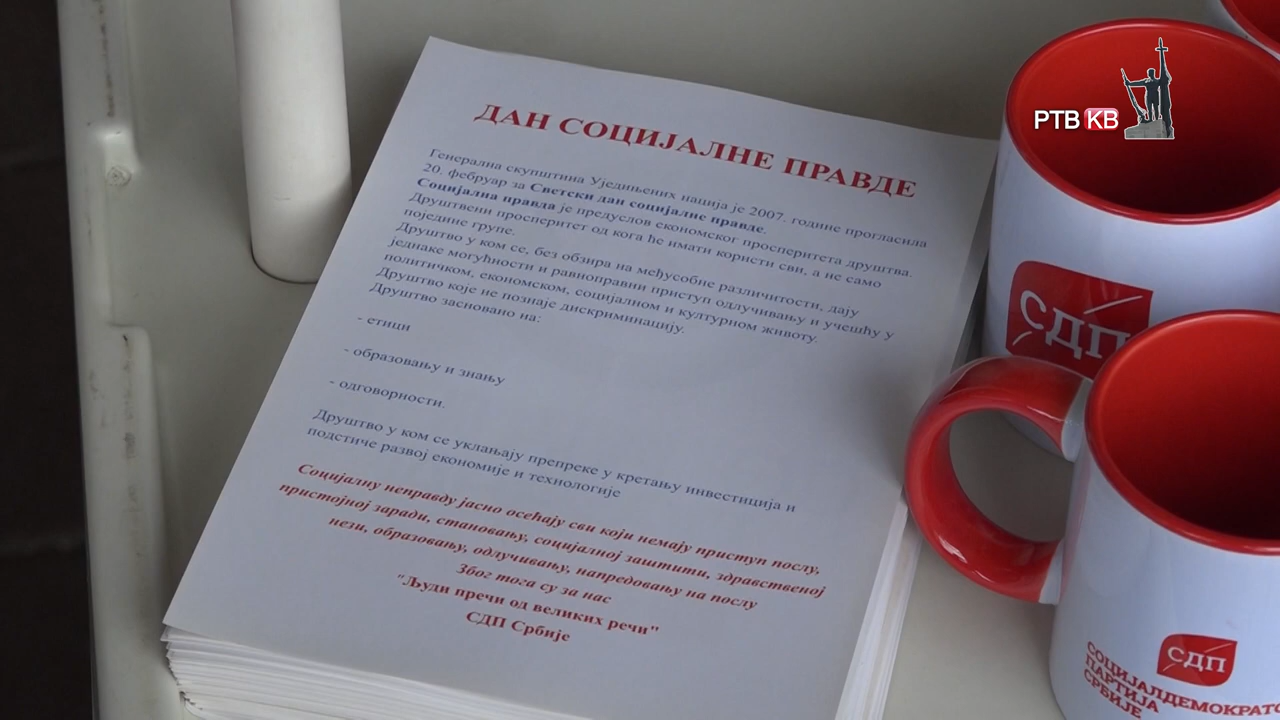 ДАН СОЦИЈАЛНЕ ПРАВДЕ
Генерална скупштина Уједињених нација је 2007. године прогласила
20. фебруар за Светски дан социјалне правде.
Социјална правда је предуслов економског просперитета друштва.
Друштвени просперитет од кога ће имати користи сви, а не само
поједине групе.
Друштво у ком се, без обзира на међусобне различитости, дају
једнаке могућности и равноправни приступ одлучивању и учешћу у
политичком, економском, социјалном и културном животу.
Друштво које не познаје дискриминацију.
Друштво засновано на:
- етици
- образовању и знању
- одговорности.
Друштво у ком се уклањају препреке у кретању инвестиција и
подстиче развој економије и технологије
Социјалну неправду јасно осећају сви који немају приступ послу,
пристојној заради, становању, социјалној заштити, здравственој
нези, образовању, одлучивању, напредовању на послу
Због тога су за нас
"Људи пречи од великих речи"
СДП Србије
РТВ КВ
СДП
СДП
СОЦИЈАЛДЕМОКРАТС
ПАРТИЈА
СРБИЈЕ